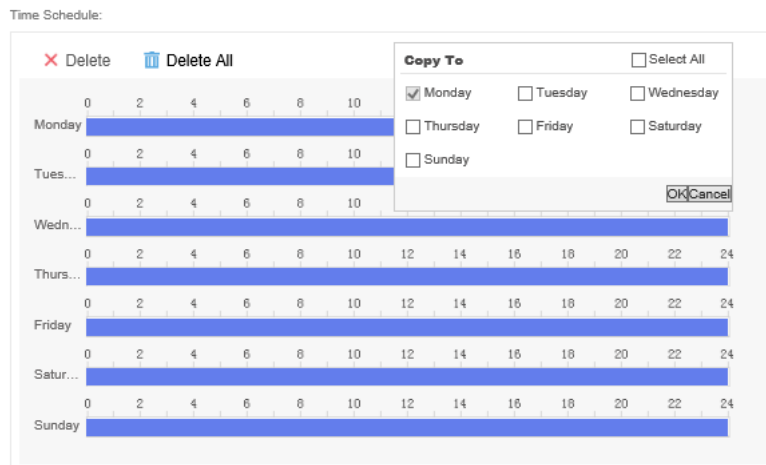 Time Schedule:
Delete Delete All
Copy To Select All
Monday Tuesday Wednesday
Thursday Friday Saturday
Sunday
OK Cancel
0 2 4 6 8 10
Monday
0 2 4 6 8 10
Tues...
0 2 4 6 8 10
Wedn...
0 2 4 6 8 10 12 14 16 18 20 22 24
Thurs...
0 2 4 6 8 10 12 14 16 18 20 22 24
Friday
0 2 4 6 8 10 12 14 16 18 20 22 24
Satur...
0 2 4 6 8 10 12 14 16 18 20 22 24
Sunday